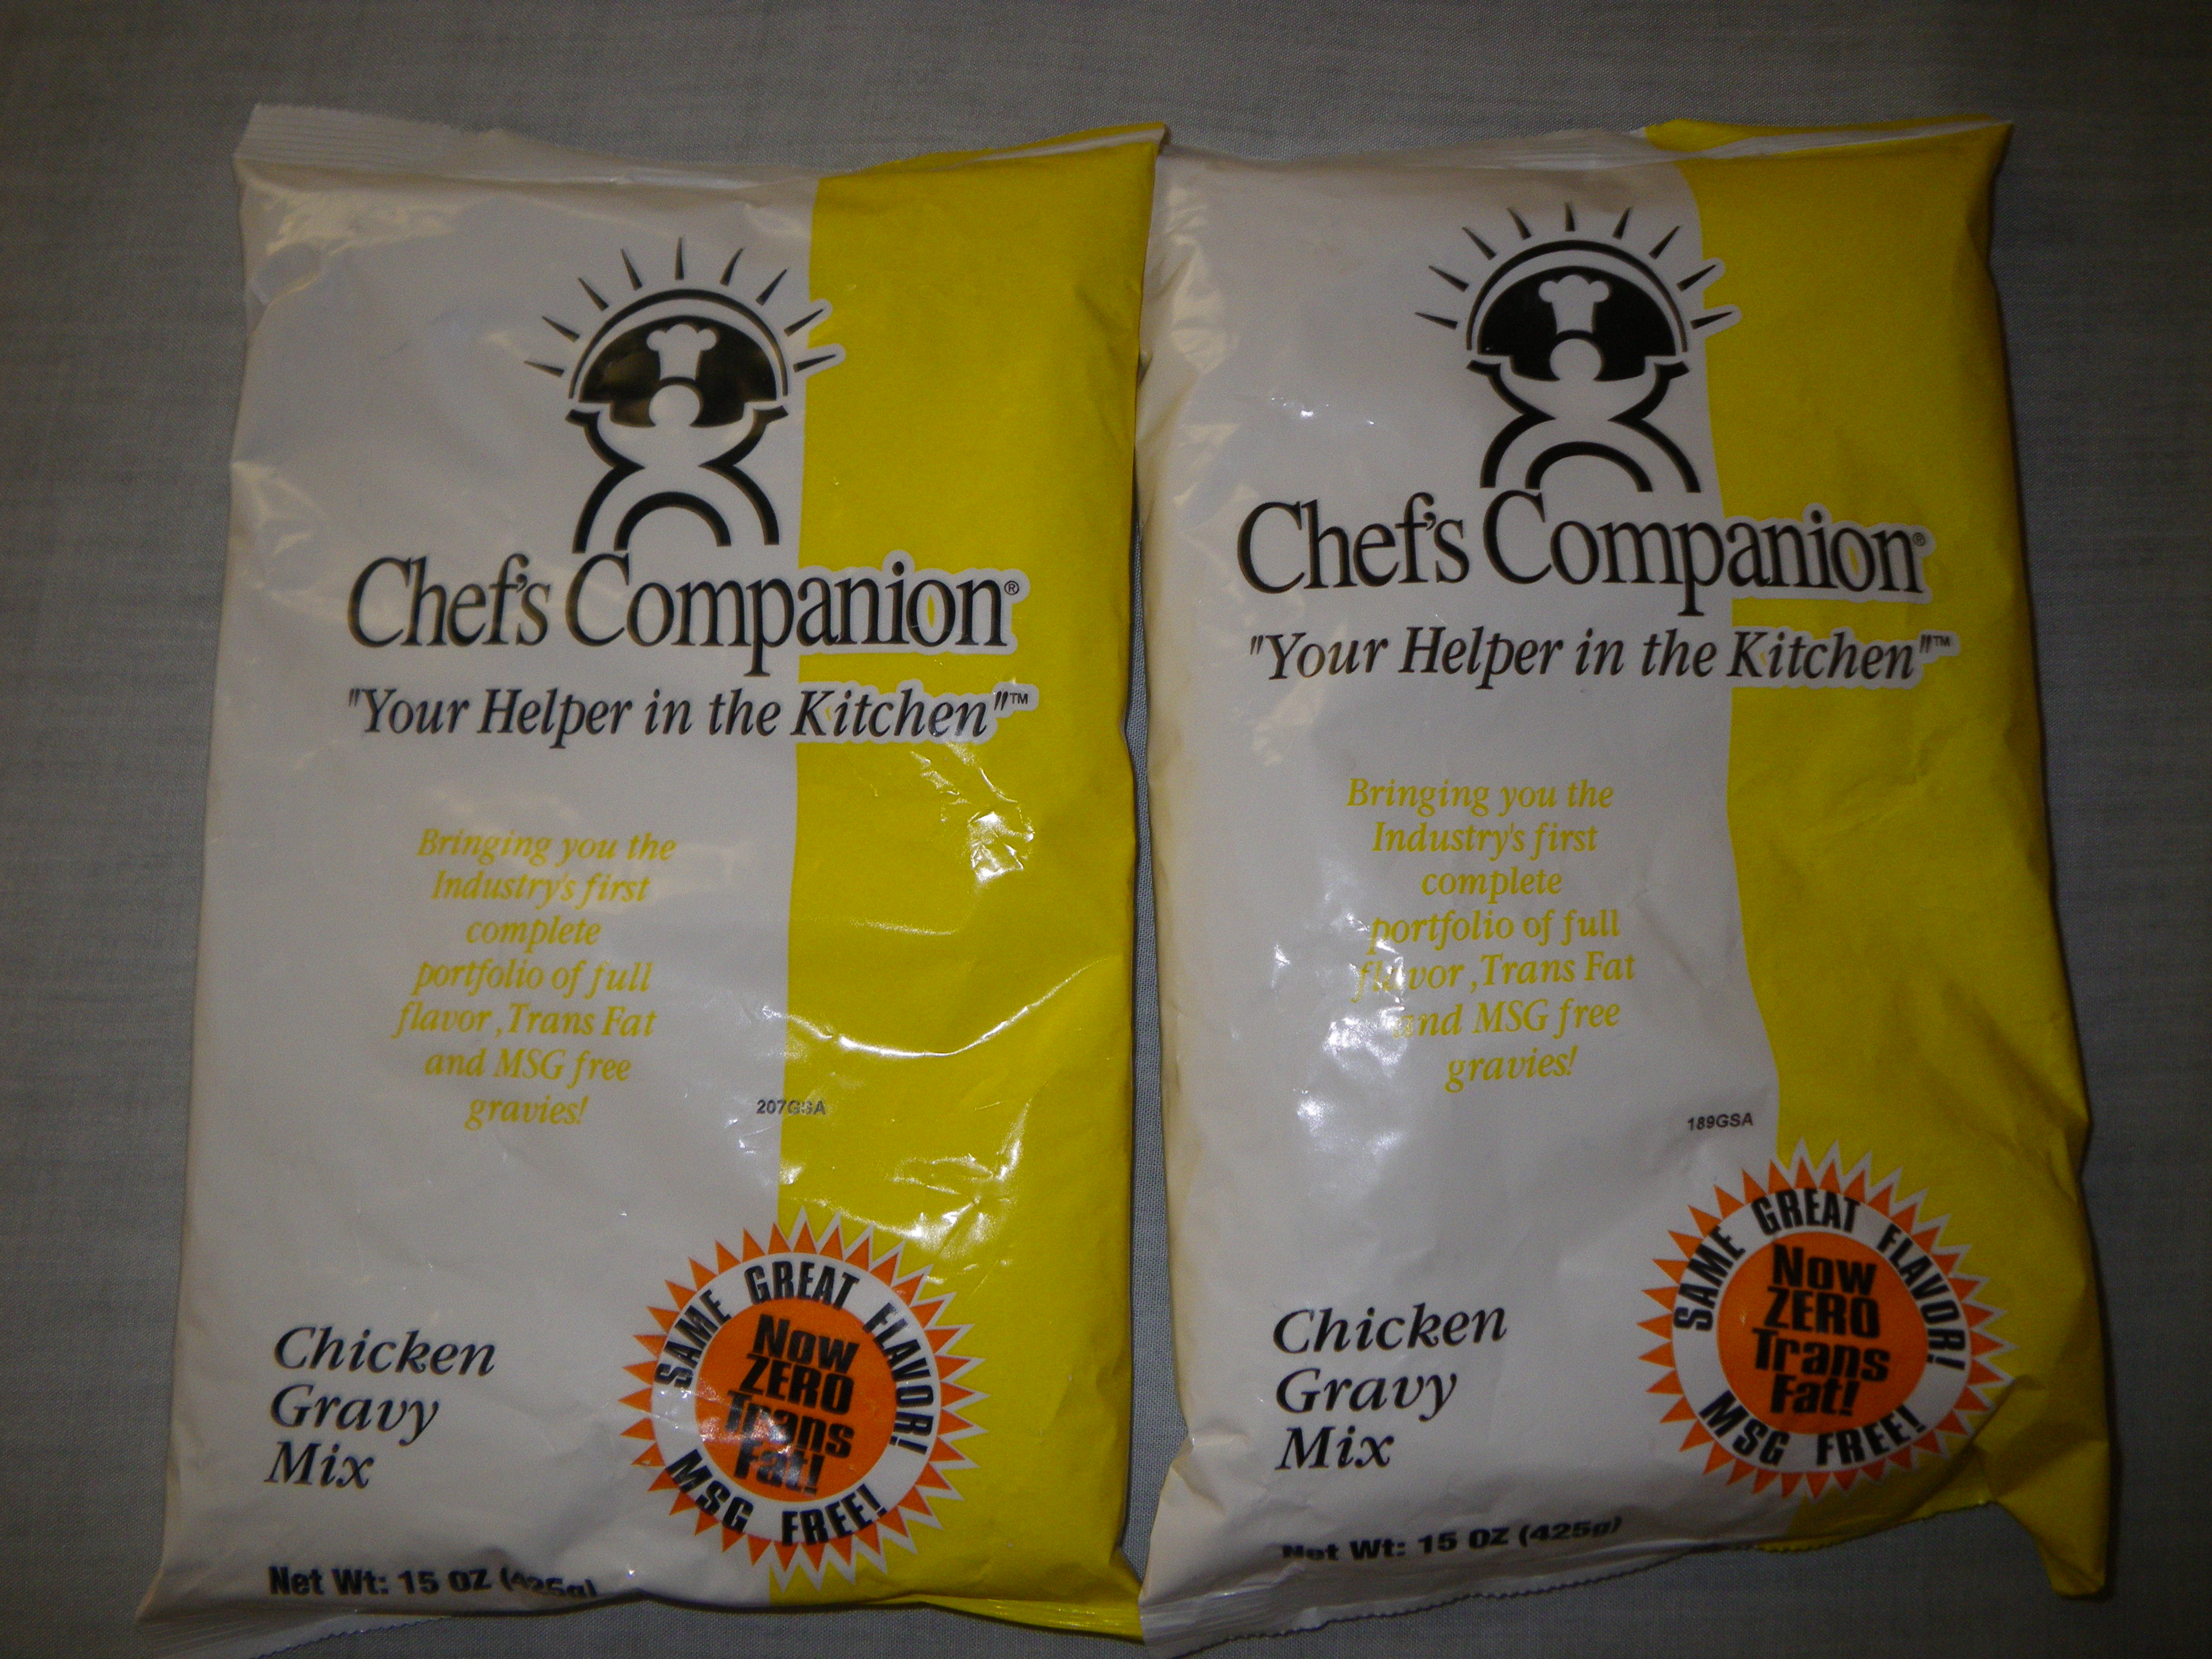 Chef's Companion®
"Your Helper in the Kitchen"™
Bringing you the
Industry's first
complete
portfolio of full
flavor, Trans Fat
and MSG free
gravies!
207GSA
SAME GREAT FLAVOR!
Now
ZERO
Trans
Fat!
MSG FREE!
Chicken
Gravy
Mix
Net Wt: 15 OZ (425g)
Chef's Companion®
"Your Helper in the Kitchen"™
Bringing you the
Industry's first
complete
portfolio of full
flavor ,Trans Fat
and MSG free
gravies!
189GSA
SAME GREAT FLAVOR!
Now
ZERO
Trans
Fat!
MSG FREE!
Chicken
Gravy
Mix
Net Wt: 15 OZ (425g)